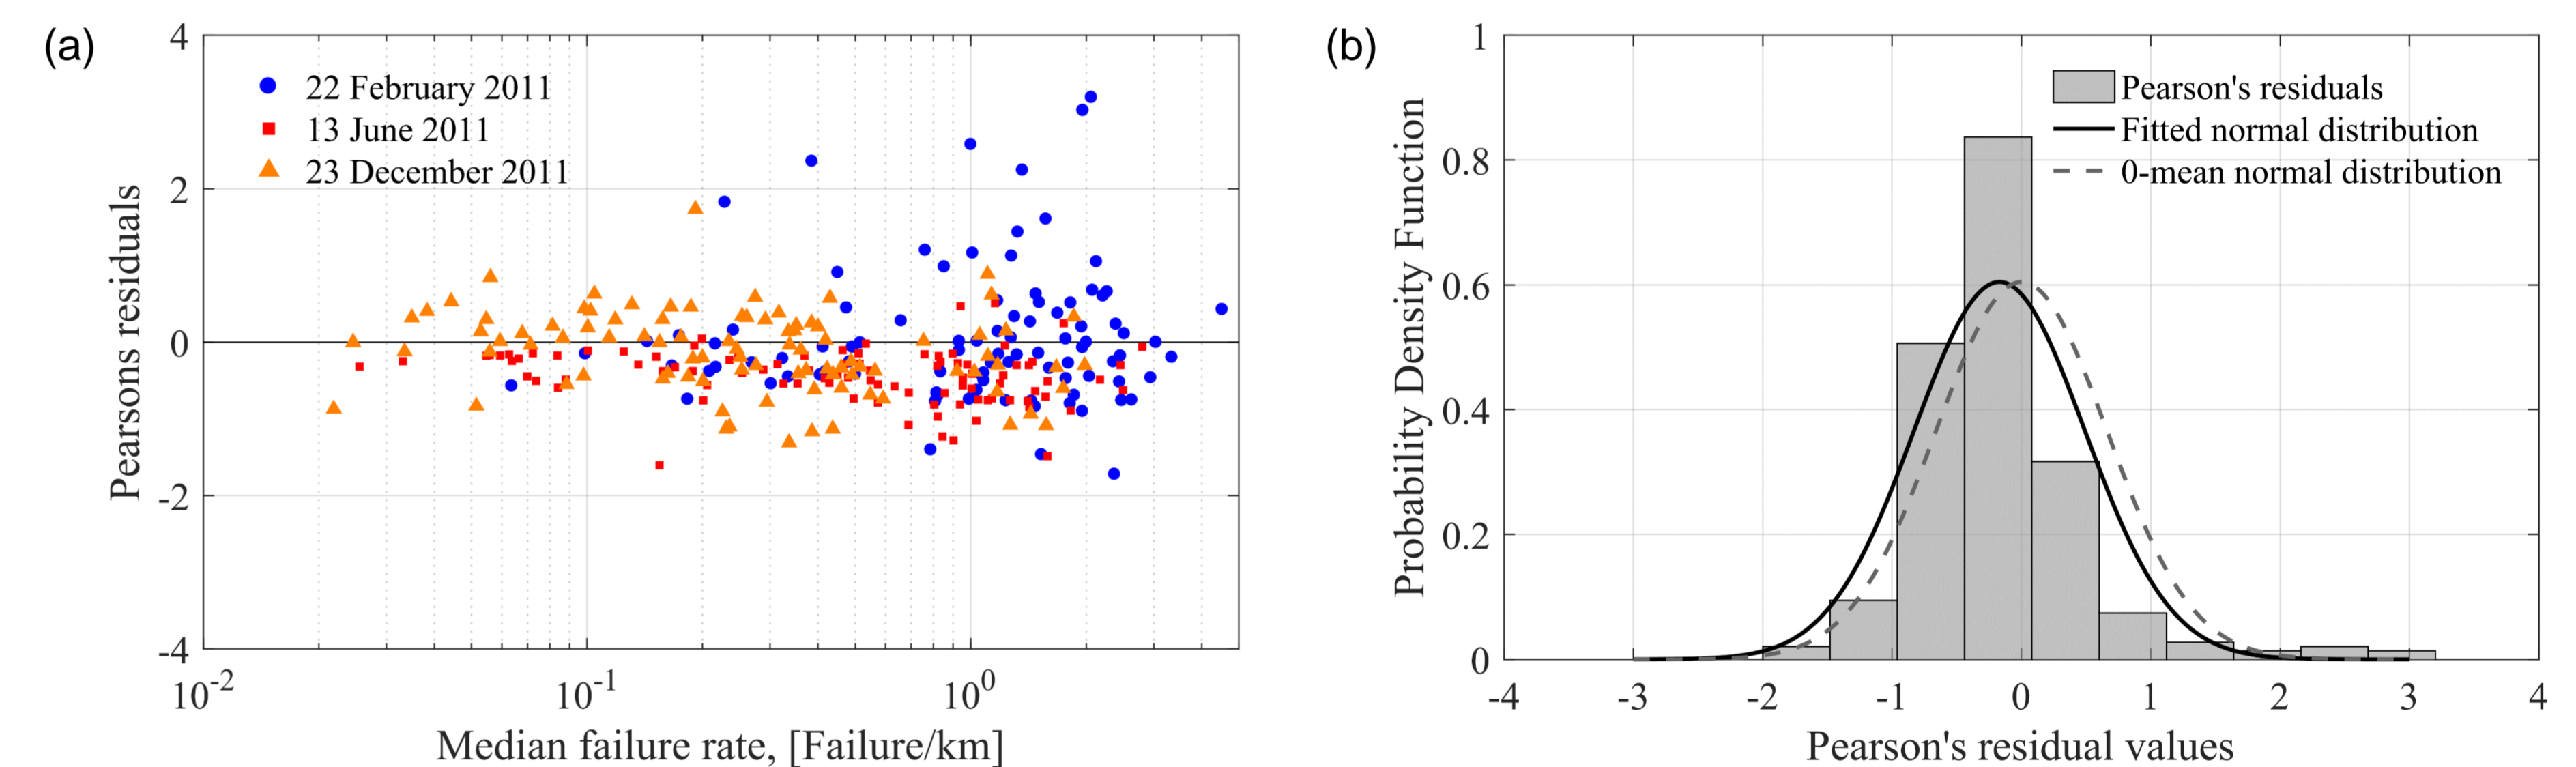 (a)
4
2
0
-2
-4
Pearsons residuals
22 February 2011
13 June 2011
23 December 2011
10-2
10-1
100
Median failure rate, [Failure/km]
(b)
1
0.8
0.6
0.4
0.2
0
Probability Density Function
Pearson's residuals
Fitted normal distribution
0-mean normal distribution
-4 -3 -2 -1 0 1 2 3 4
Pearson's residual values